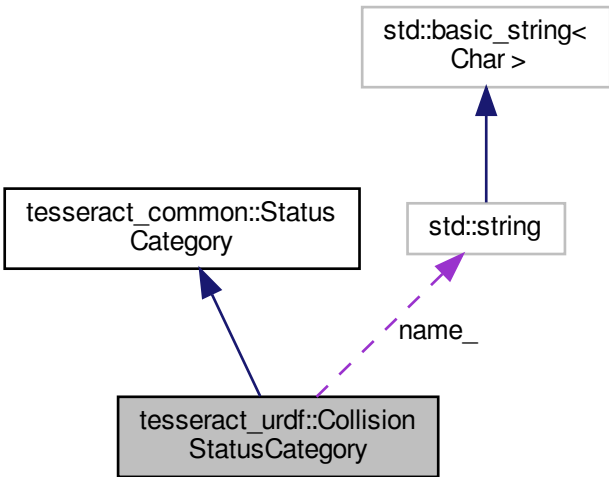 std::basic_string<
Char >
tesseract_common::Status
Category
std::string
name_
tesseract_urdf::Collision
StatusCategory